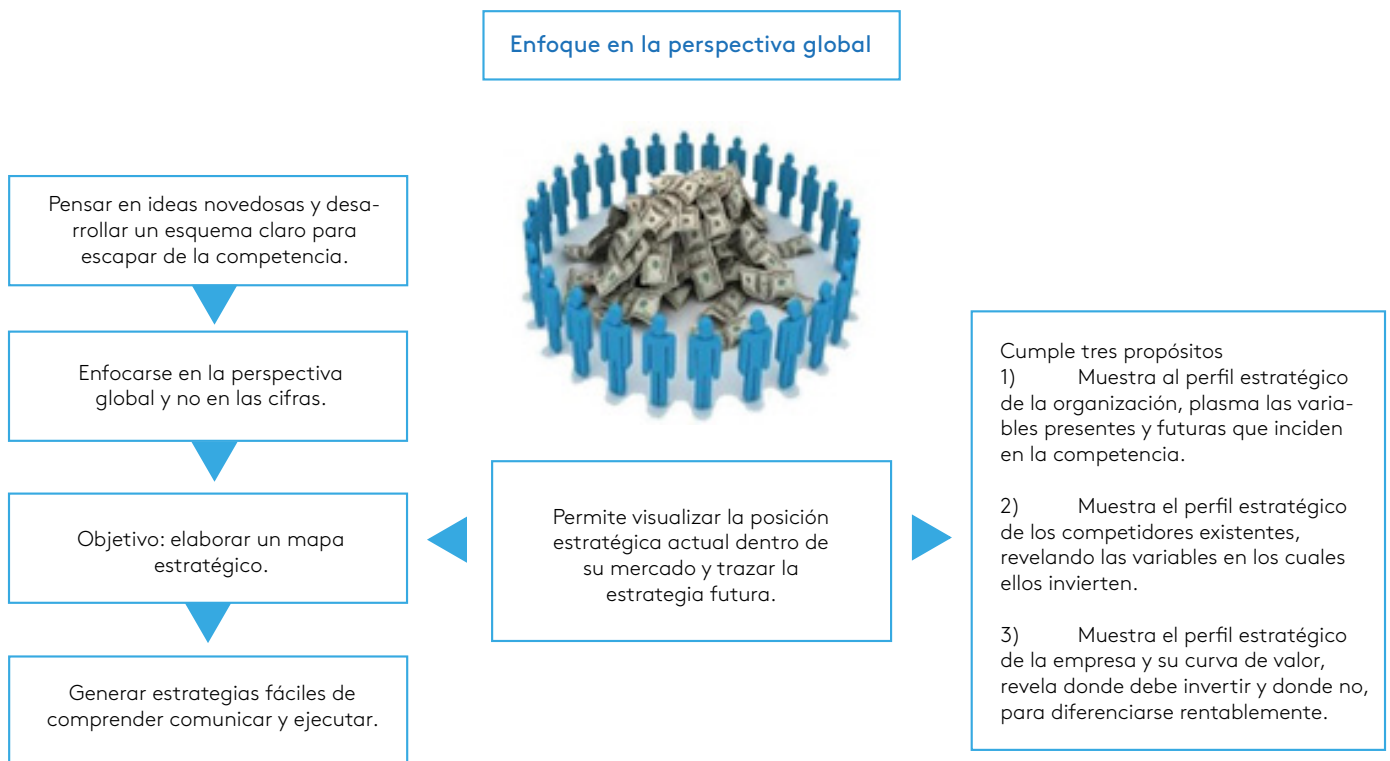 Enfoque en la perspectiva global
Pensar en ideas novedosas y desa-
rrollar un esquema claro para
escapar de la competencia.
Enfocarse en la perspectiva
global y no en las cifras.
Objetivo: elaborar un mapa
estratégico.
Generar estrategias fáciles de
comprender comunicar y ejecutar.
Permite visualizar la posición
estratégica actual dentro de
su mercado y trazar la
estrategia futura.
Cumple tres propósitos
1) Muestra al perfil estratégico
de la organización, plasma las varia-
bles presentes y futuras que inciden
en la competencia.
2) Muestra el perfil estratégico
de los competidores existentes,
revelando las variables en los cuales
ellos invierten.
3) Muestra el perfil estratégico
de la empresa y su curva de valor,
revela donde debe invertir y donde no,
para diferenciarse rentablemente.